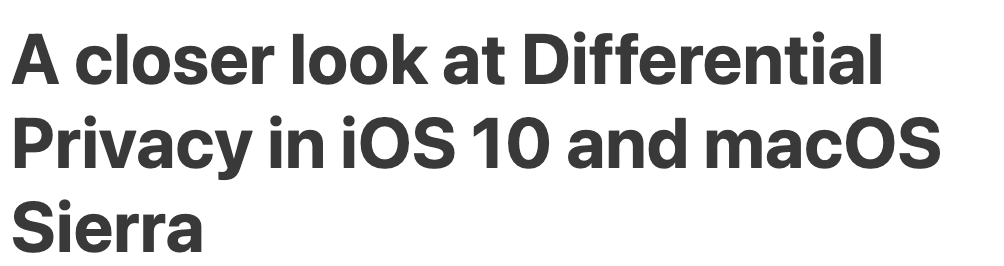 A closer look at Differential
Privacy in iOS 10 and macOS
Sierra